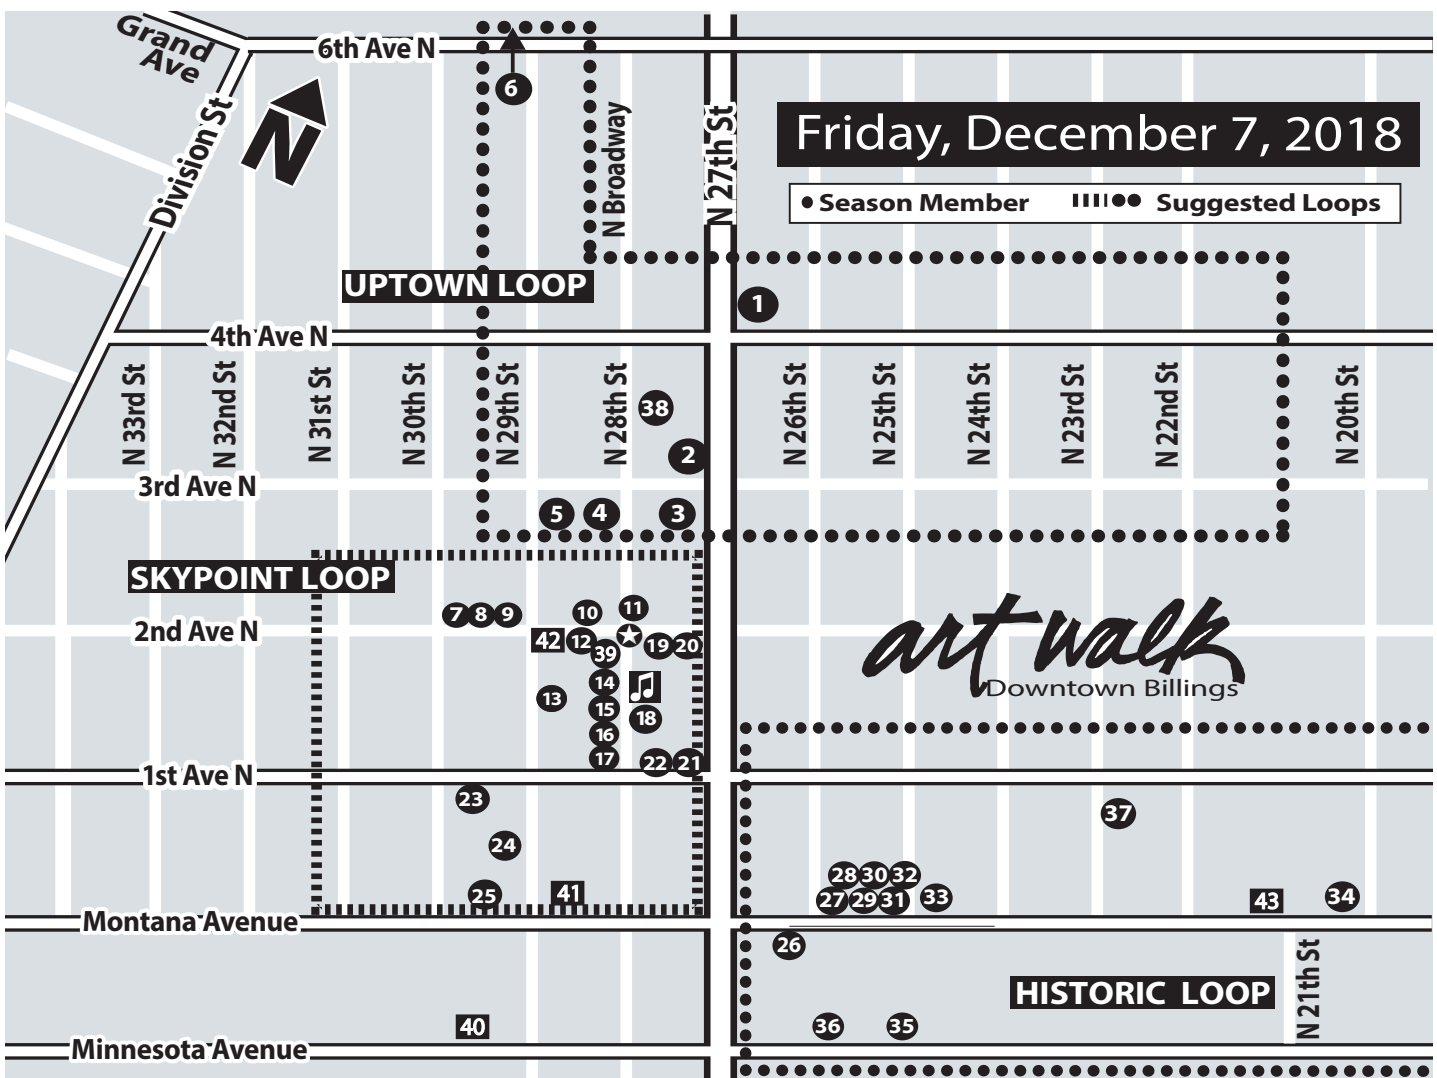 Grand
Ave
6th Ave N
6
Division St
N
N Broadway
N 27th St
Friday, December 7, 2018
Season Member
Suggested Loops
UPTOWN LOOP
1
4th Ave N
N 33rd St
N 32nd St
N 31st St
N 30th St
N 29th St
N 28th St
38
N 26th St
N 25th St
N 24th St
N 23rd St
N 22nd St
N 20th St
2
3rd Ave N
5
4
3
SKYPOINT LOOP
7
8
9
10
11
2nd Ave N
42
12
39
19
20
art walk
Downtown Billings
13
14
15
18
16
17
22
21
1st Ave N
23
37
24
28
30
32
25
41
27
29
31
33
43
34
Montana Avenue
26
HISTORIC LOOP
N 21th St
40
36
35
Minnesota Avenue